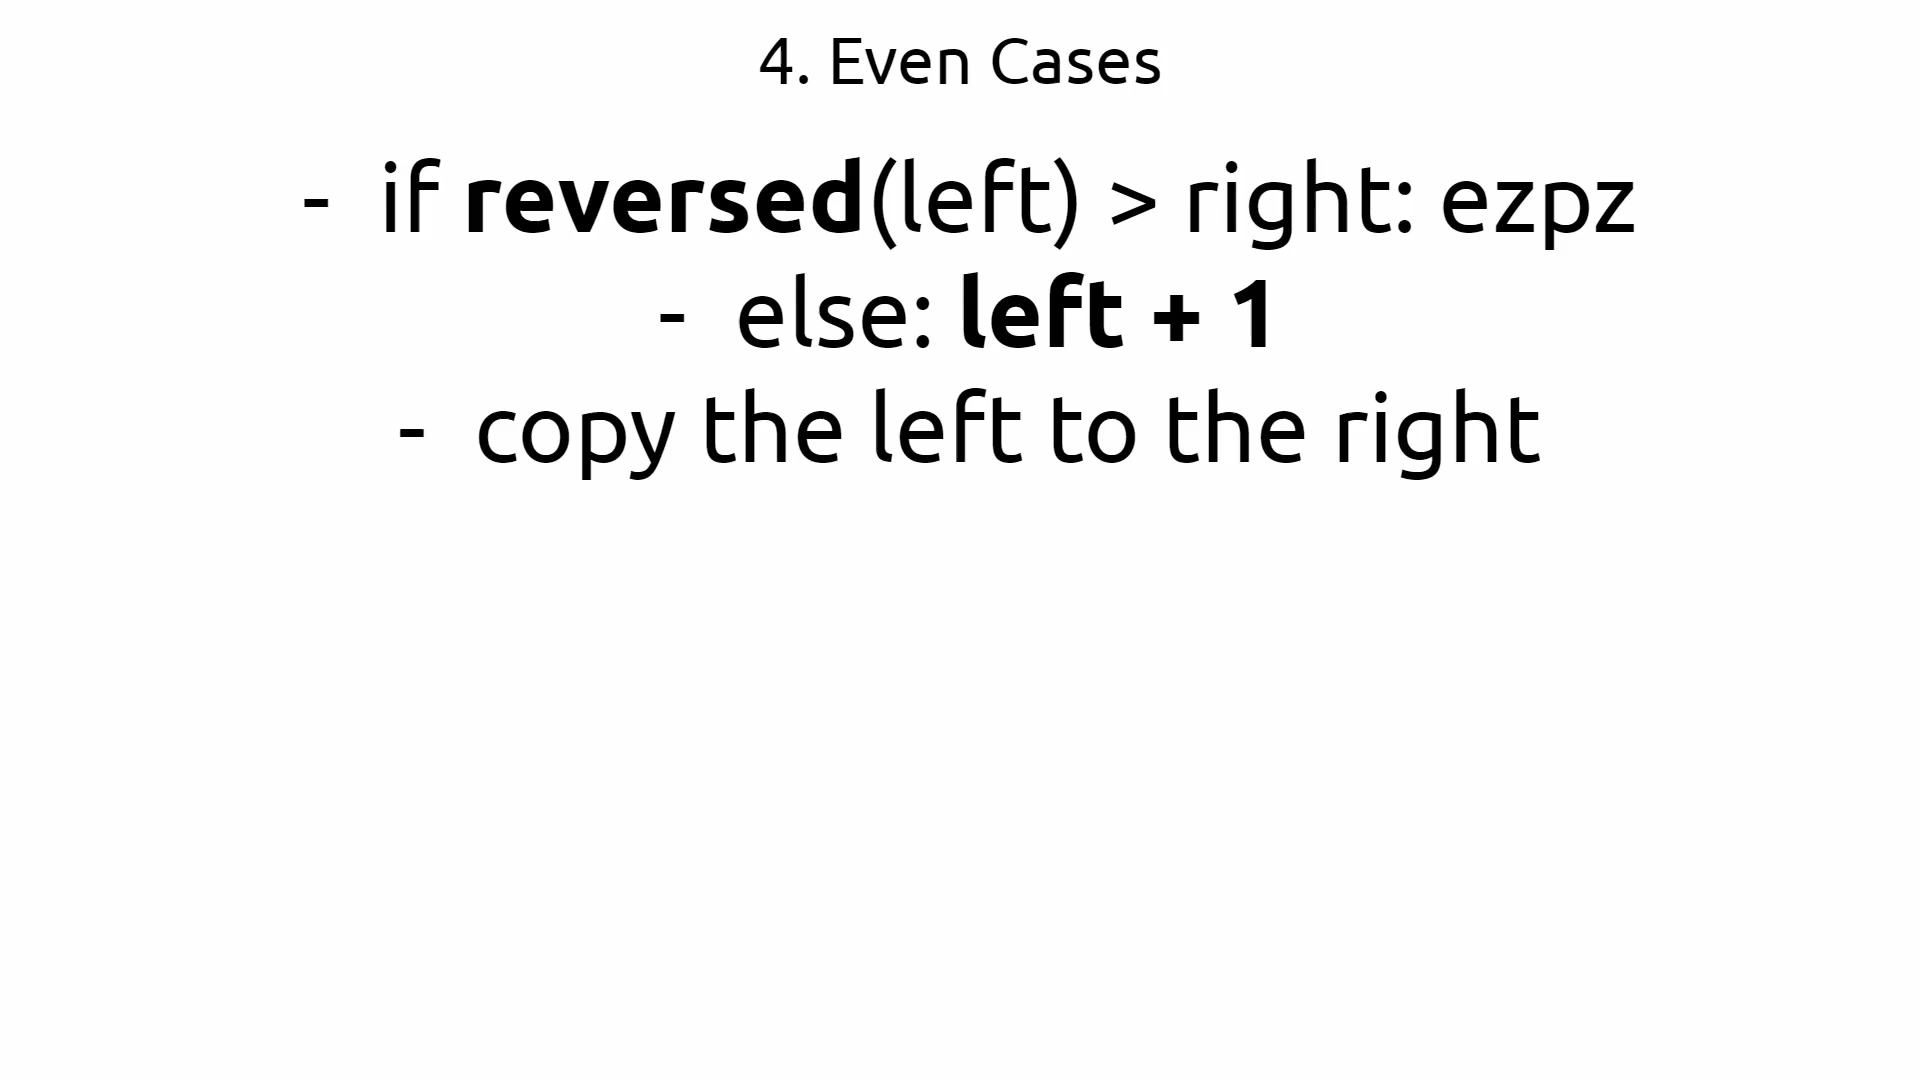 4. Even Cases
- if reversed(left) > right: ezpz
- else: left + 1
- copy the left to the right